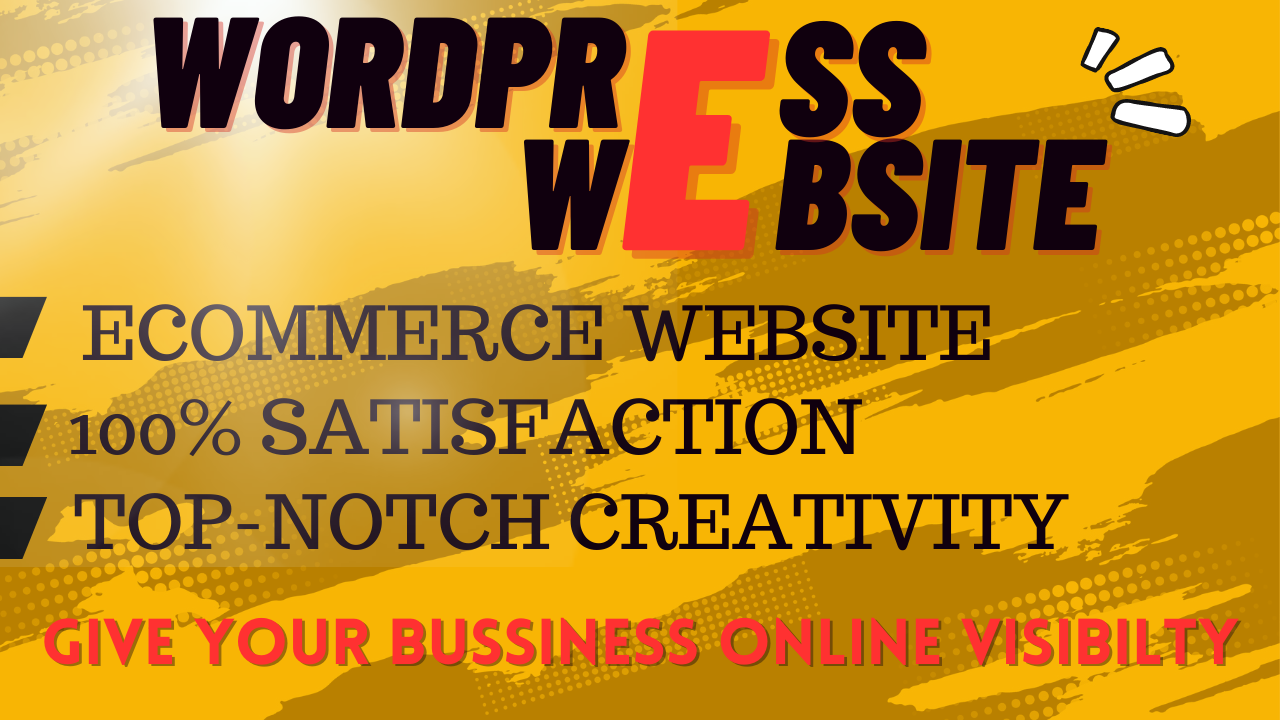 WORDPRESS
WEBSITE
ECOMMERCE WEBSITE
100% SATISFACTION
TOP-NOTCH CREATIVITY
GIVE YOUR BUSSINESS ONLINE VISIBILTY